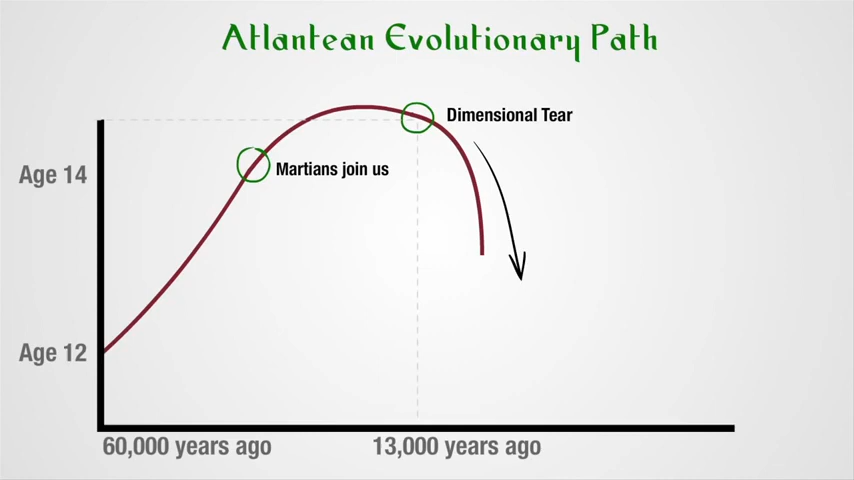 Atlantean Evolutionary Path
Dimensional Tear
Martians join us
Age 14
Age 12
60,000 years ago
13,000 years ago